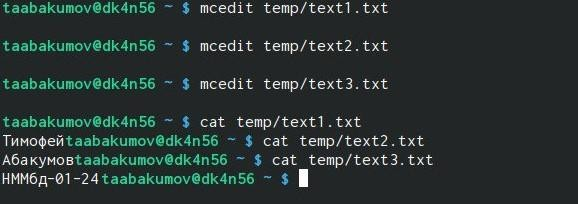 taabakumov@dk4n56 ~ $ mcedit temp/text1.txt
taabakumov@dk4n56 ~ $ mcedit temp/text2.txt
taabakumov@dk4n56 ~ $ mcedit temp/text3.txt
taabakumov@dk4n56 ~ $ cat temp/text1.txt
Тимофейtaabakumov@dk4n56 ~ $ cat temp/text2.txt
Абакумовtaabakumov@dk4n56 ~ $ cat temp/text3.txt
НММбд-01-24taabakumov@dk4n56 ~ $